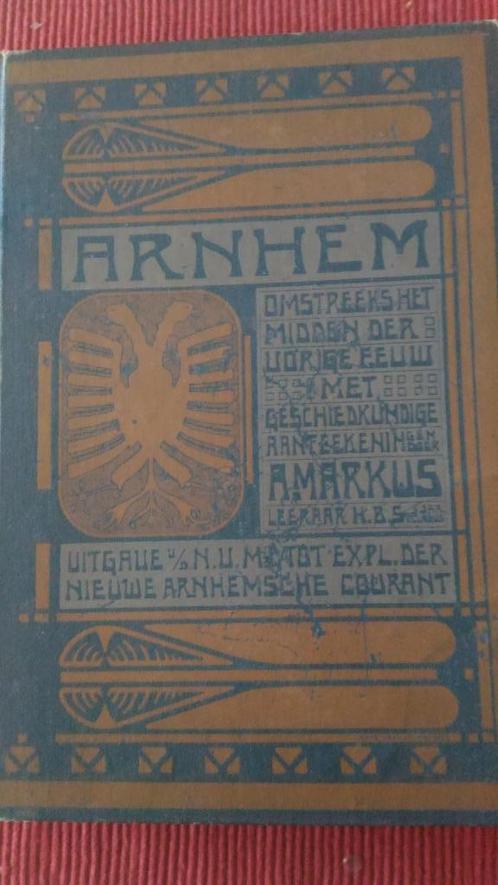 ARNHEM
OMSTREEKS HET
MIDDEN DER
VORIGE EEUW
MET
GESCHIEDKUNDIGE
AANTEEKENINGEN
DOOR
A. MARKUS
LEERAAR H.B.S.
UITGAVE v/d N.V. Mij TOT EXPL. DER
NIEUWE ARNHEMSCHE COURANT